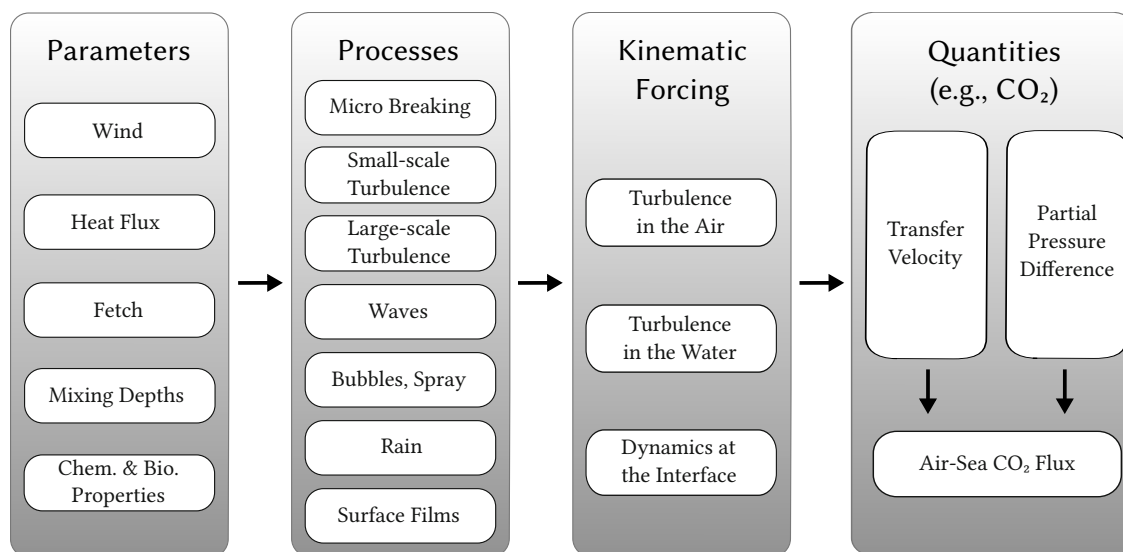 Parameters
Wind
Heat Flux
Fetch
Mixing Depths
Chem. & Bio.
Properties
Processes
Micro Breaking
Small-scale
Turbulence
Large-scale
Turbulence
Waves
Bubbles, Spray
Rain
Surface Films
Kinematic
Forcing
Turbulence
in the Air
Turbulence
in the Water
Dynamics at
the Interface
Quantities
(e.g., CO₂)
Transfer
Velocity
Partial
Pressure
Difference
Air-Sea CO₂ Flux